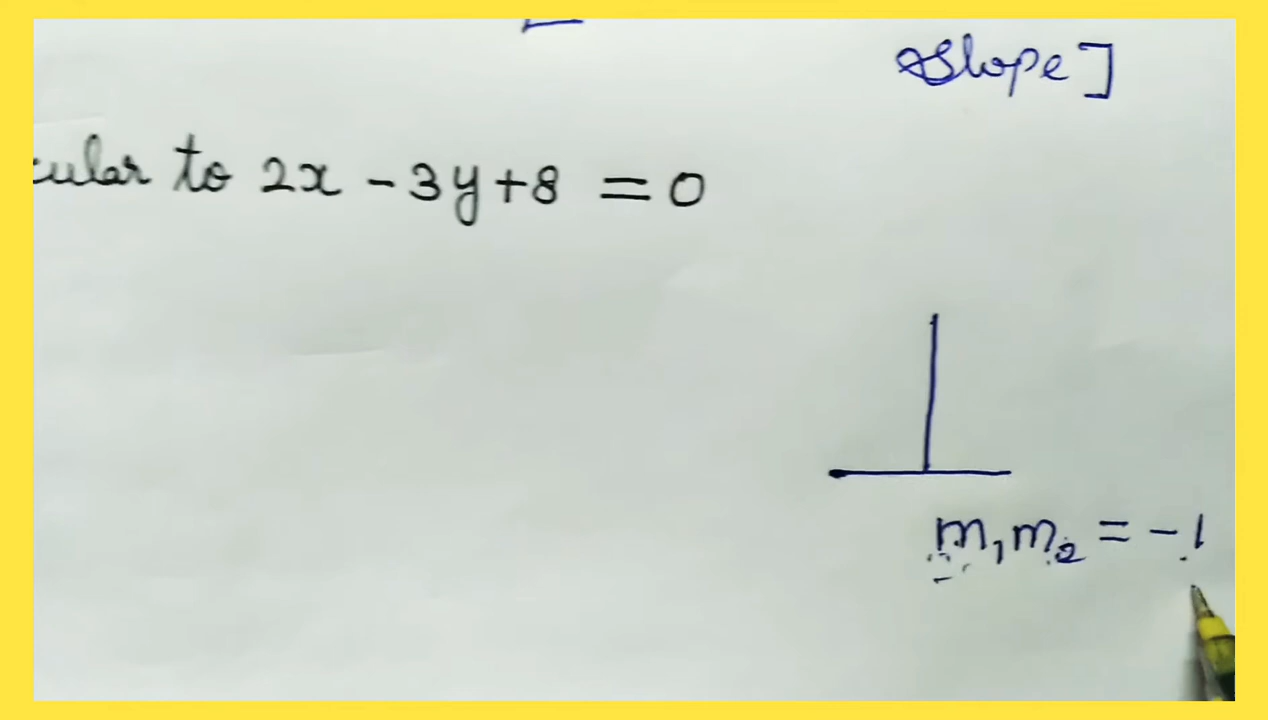 Slope]
cular to 2x - 3y + 8 = 0
m₁m₂ = -1